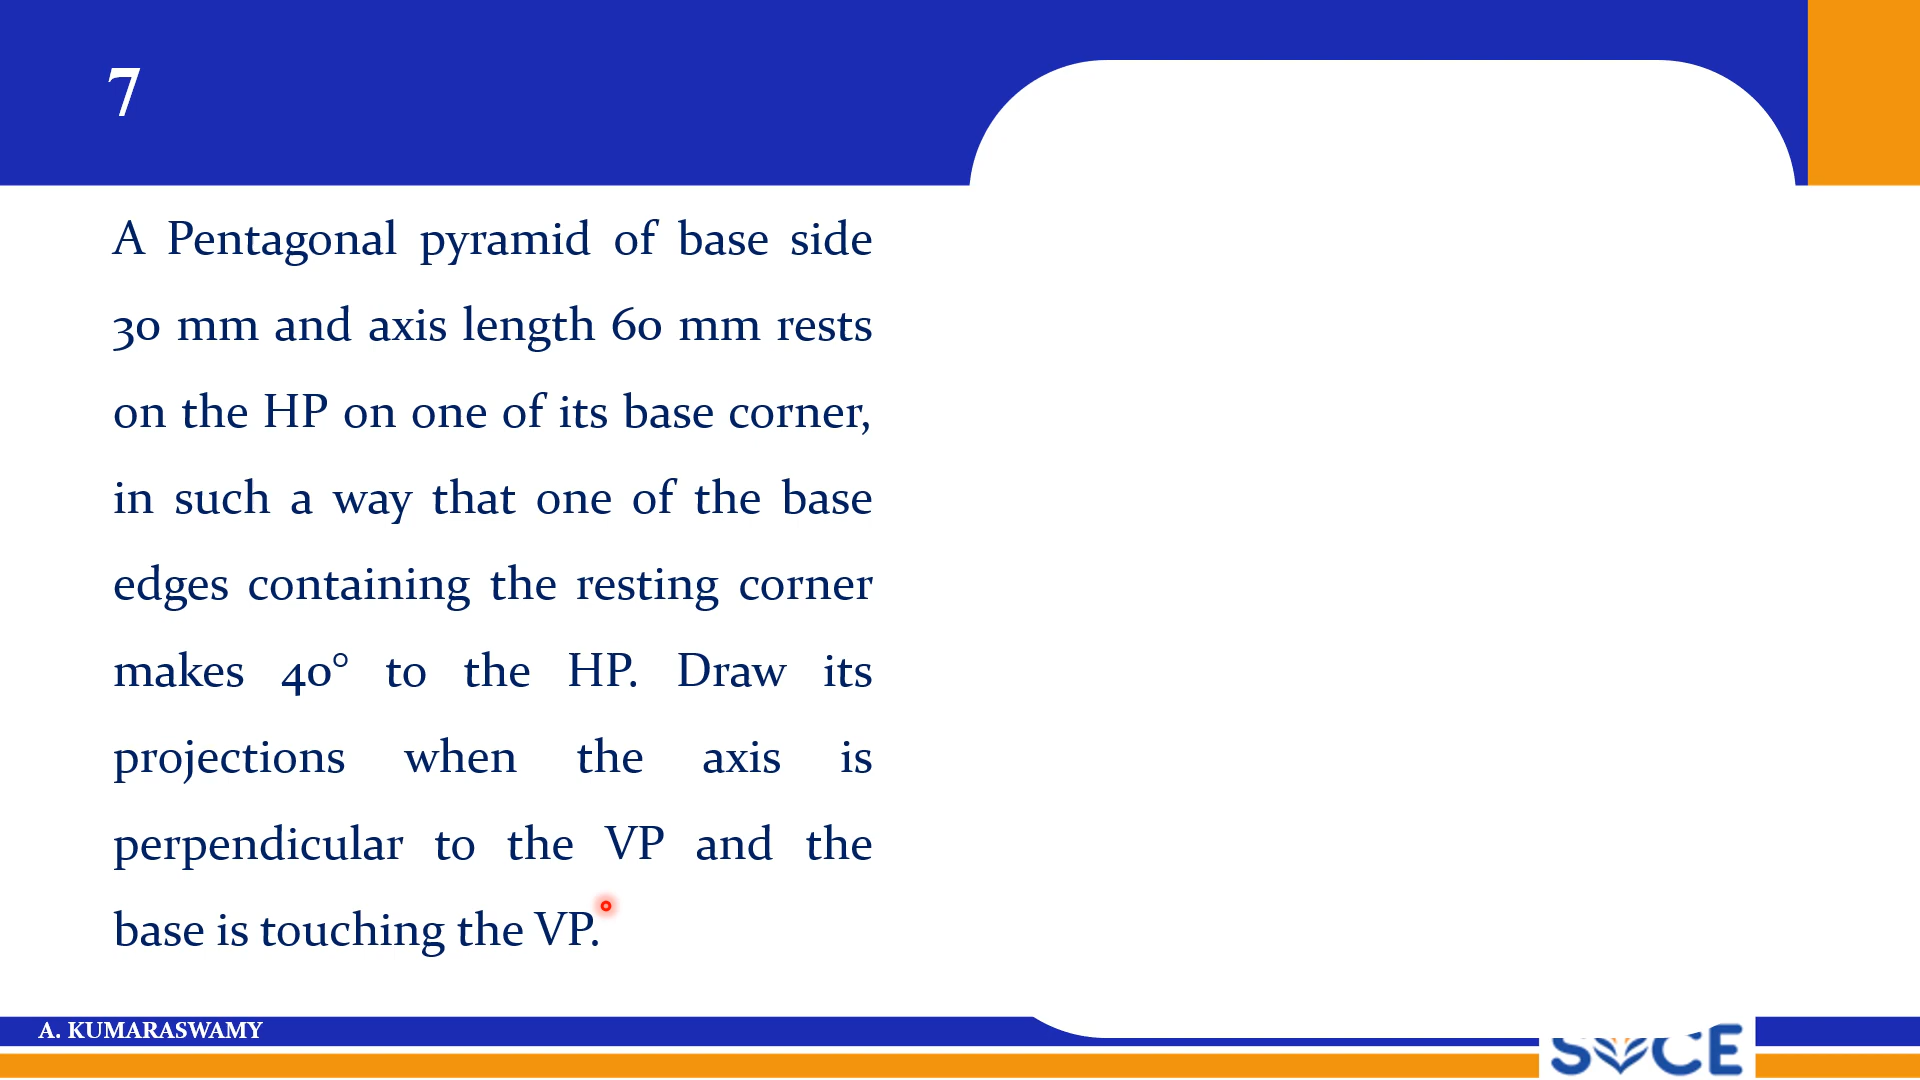 7
A Pentagonal pyramid of base side
30 mm and axis length 60 mm rests
on the HP on one of its base corner,
in such a way that one of the base
edges containing the resting corner
makes 40° to the HP. Draw its
projections when the axis is
perpendicular to the VP and the
base is touching the VP.
A. KUMARASWAMY
SVCE